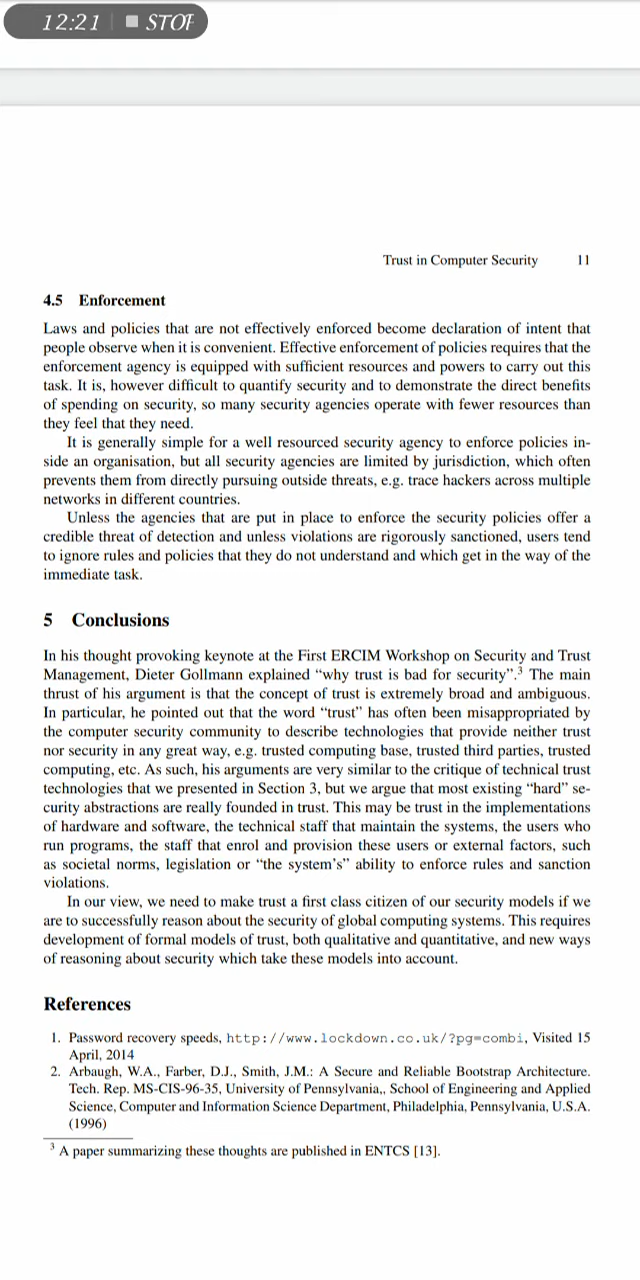 12:21 STOP
Trust in Computer Security 11
4.5 Enforcement
Laws and policies that are not effectively enforced become declaration of intent that
people observe when it is convenient. Effective enforcement of policies requires that the
enforcement agency is equipped with sufficient resources and powers to carry out this
task. It is, however difficult to quantify security and to demonstrate the direct benefits
of spending on security, so many security agencies operate with fewer resources than
they feel that they need.
It is generally simple for a well resourced security agency to enforce policies in-
side an organisation, but all security agencies are limited by jurisdiction, which often
prevents them from directly pursuing outside threats, e.g. trace hackers across multiple
networks in different countries.
Unless the agencies that are put in place to enforce the security policies offer a
credible threat of detection and unless violations are rigorously sanctioned, users tend
to ignore rules and policies that they do not understand and which get in the way of the
immediate task.
5 Conclusions
In his thought provoking keynote at the First ERCIM Workshop on Security and Trust
Management, Dieter Gollmann explained “why trust is bad for security”.3 The main
thrust of his argument is that the concept of trust is extremely broad and ambiguous.
In particular, he pointed out that the word “trust” has often been misappropriated by
the computer security community to describe technologies that provide neither trust
nor security in any great way, e.g. trusted computing base, trusted third parties, trusted
computing, etc. As such, his arguments are very similar to the critique of technical trust
technologies that we presented in Section 3, but we argue that most existing “hard” se-
curity abstractions are really founded in trust. This may be trust in the implementations
of hardware and software, the technical staff that maintain the systems, the users who
run programs, the staff that enrol and provision these users or external factors, such
as societal norms, legislation or “the system’s” ability to enforce rules and sanction
violations.
In our view, we need to make trust a first class citizen of our security models if we
are to successfully reason about the security of global computing systems. This requires
development of formal models of trust, both qualitative and quantitative, and new ways
of reasoning about security which take these models into account.
References
1. Password recovery speeds, http://www.lockdown.co.uk/?pg=combi, Visited 15
April, 2014
2. Arbaugh, W.A., Farber, D.J., Smith, J.M.: A Secure and Reliable Bootstrap Architecture.
Tech. Rep. MS-CIS-96-35, University of Pennsylvania,, School of Engineering and Applied
Science, Computer and Information Science Department, Philadelphia, Pennsylvania, U.S.A.
(1996)
3 A paper summarizing these thoughts are published in ENTCS [13].